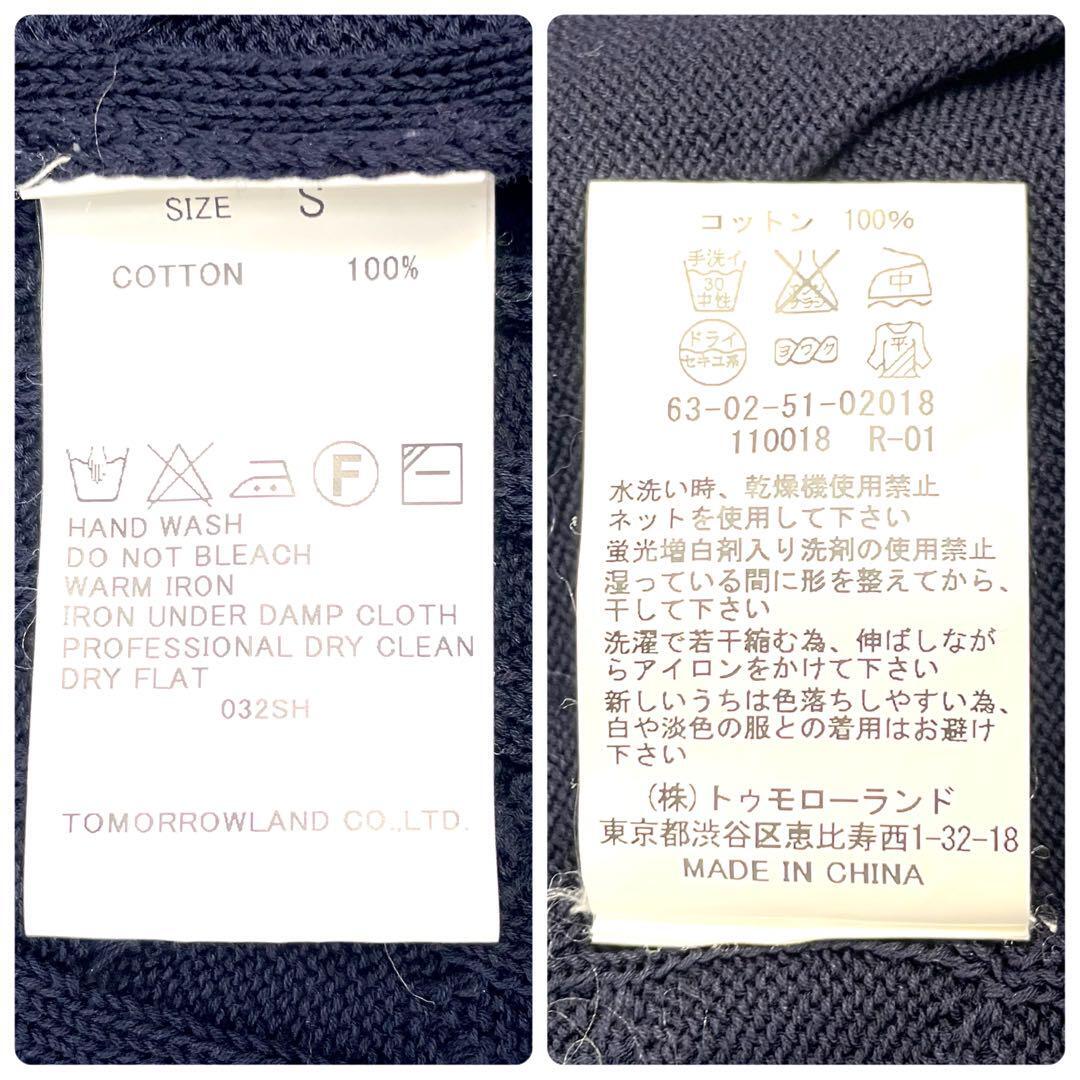 SIZE S
COTTON 100%
F
HAND WASH
DO NOT BLEACH
WARM IRON
IRON UNDER DAMP CLOTH
PROFESSIONAL DRY CLEAN
DRY FLAT
032SH
TOMORROWLAND CO.,LTD.
コットン 100%
手洗イ
30
中性
エンソ
サラシ
中
ドライ
セキユ系
ヨワク
平
63-02-51-02018
110018 R-01
水洗い時、乾燥機使用禁止
ネットを使用して下さい
蛍光増白剤入り洗剤の使用禁止
湿っている間に形を整えてから、
干して下さい
洗濯で若干縮む為、伸ばしなが
らアイロンをかけて下さい
新しいうちは色落ちしやすい為、
白や淡色の服との着用はお避け
下さい
(株)トゥモローランド
東京都渋谷区恵比寿西1-32-18
MADE IN CHINA